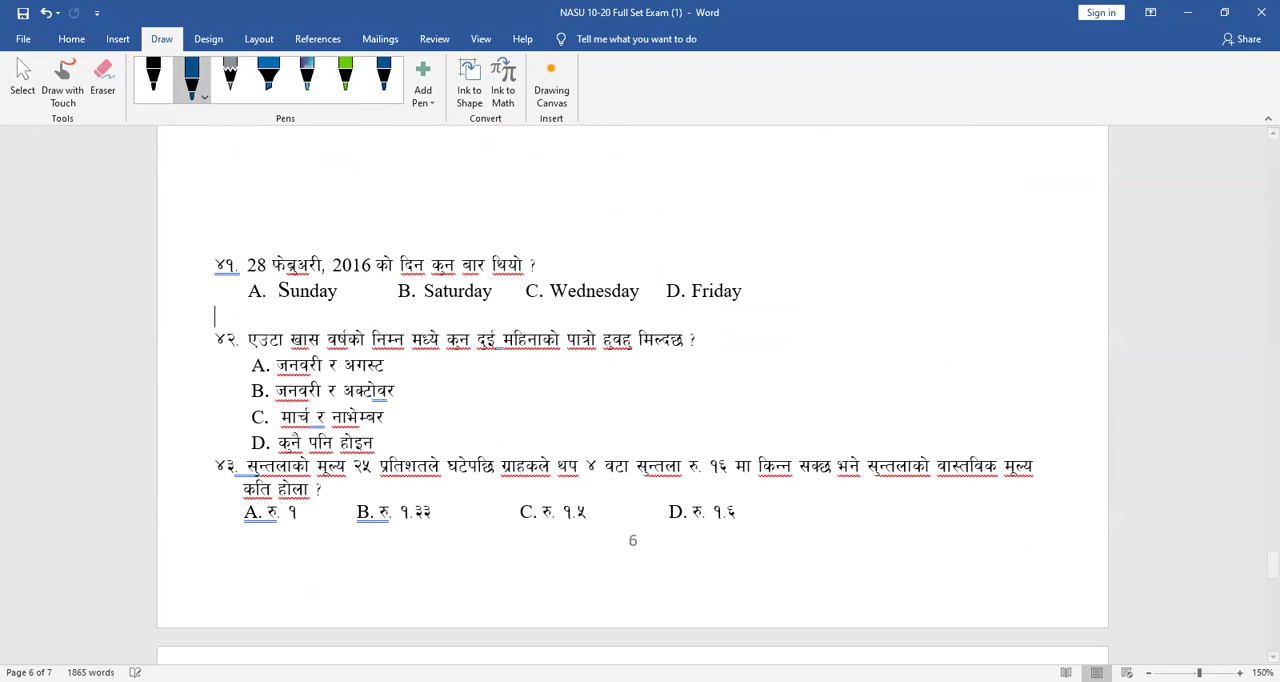 NASU 10-20 Full Set Exam (1) - Word
Sign in
File Home Insert Draw Design Layout References Mailings Review View Help Tell me what you want to do Share
Select Draw with Touch Eraser Add Pen Ink to Shape Ink to Math Drawing Canvas
Tools Pens Convert Insert
४१. 28 फेब्रुअरी, 2016 को दिन कुन बार थियो ?
A. Sunday B. Saturday C. Wednesday D. Friday
४२. एउटा खास वर्षको निम्न मध्ये कुन दुई महिनाको पात्रो हुवहु मिल्दछ ?
A. जनवरी र अगस्ट
B. जनवरी र अक्टोवर
C. मार्च र नाभेम्बर
D. कुनै पनि होइन
४३. सुन्तलाको मूल्य २५ प्रतिशतले घटेपछि ग्राहकले थप ४ वटा सुन्तला रु. १६ मा किन्न सक्छ भने सुन्तलाको वास्तविक मूल्य
कति होला ?
A. रु. १ B. रु. १.३३ C. रु. १.५ D. रु. १.६
6
Page 6 of 7 1865 words 150%